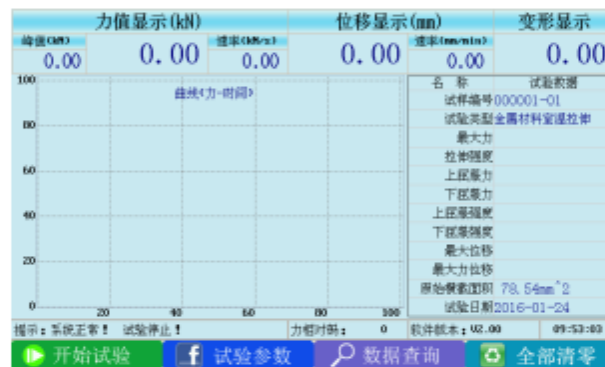 力值显示(kN) 位移显示(mm) 变形显示
峰值(kN) 速率(kN/s) 速率(mm/min)
0.00 0.00 0.00 0.00 0.00 0.00
曲线(力-时间)
100
80
60
40
20
0 20 40 60 80 100
名 称 试验数据
试样编号 000001-01
试验类型 金属材料室温拉伸
最大力
拉伸强度
上屈服力
下屈服力
上屈服强度
下屈服强度
最大位移
最大力位移
原始横截面积 78.54mm^2
试验日期 2016-01-24
提示:系统正常! 试验停止! 力相对码: 0 软件版本:V2.00 09:53:03
开始试验 试验参数 数据查询 全部清零